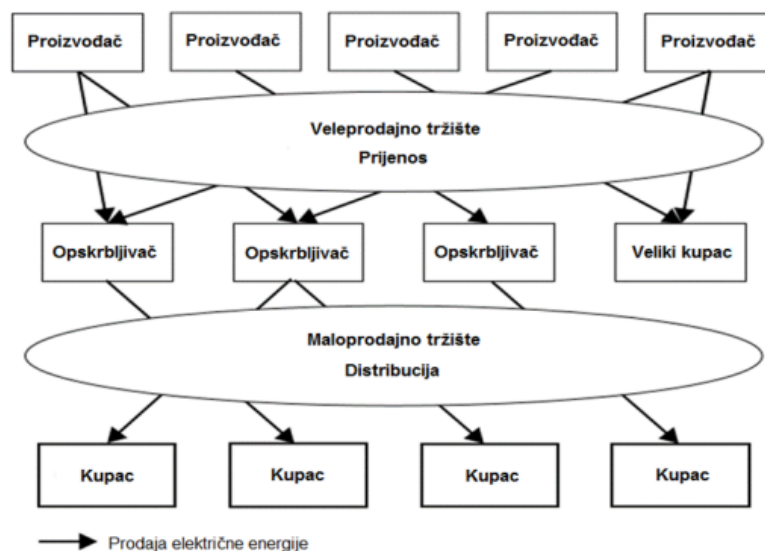 Proizvođač
Proizvođač
Proizvođač
Proizvođač
Proizvođač
Veleprodajno tržište
Prijenos
Opskrbljivač
Opskrbljivač
Opskrbljivač
Veliki kupac
Maloprodajno tržište
Distribucija
Kupac
Kupac
Kupac
Kupac
Prodaja električne energije